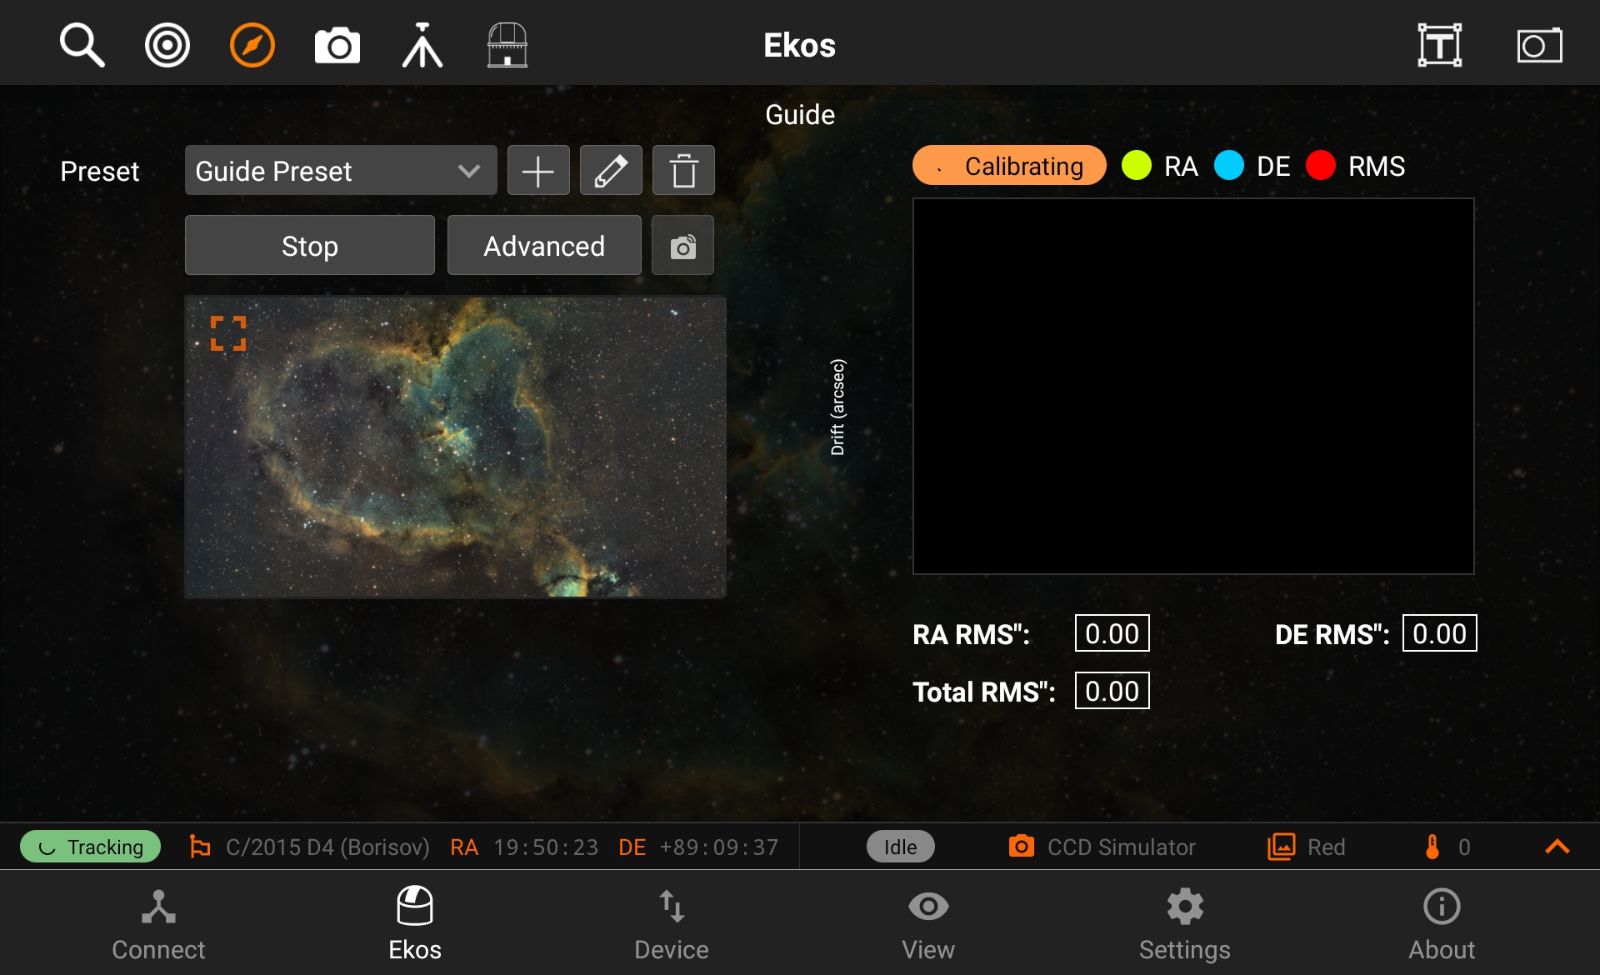 Ekos
T
Guide
Preset
Guide Preset
Stop
Advanced
Calibrating
RA
DE
RMS
Drift (arcsec)
RA RMS": 0.00
DE RMS": 0.00
Total RMS": 0.00
Tracking
C/2015 D4 (Borisov)
RA 19:50:23
DE +89:09:37
Idle
CCD Simulator
Red
0
Connect
Ekos
Device
View
Settings
About